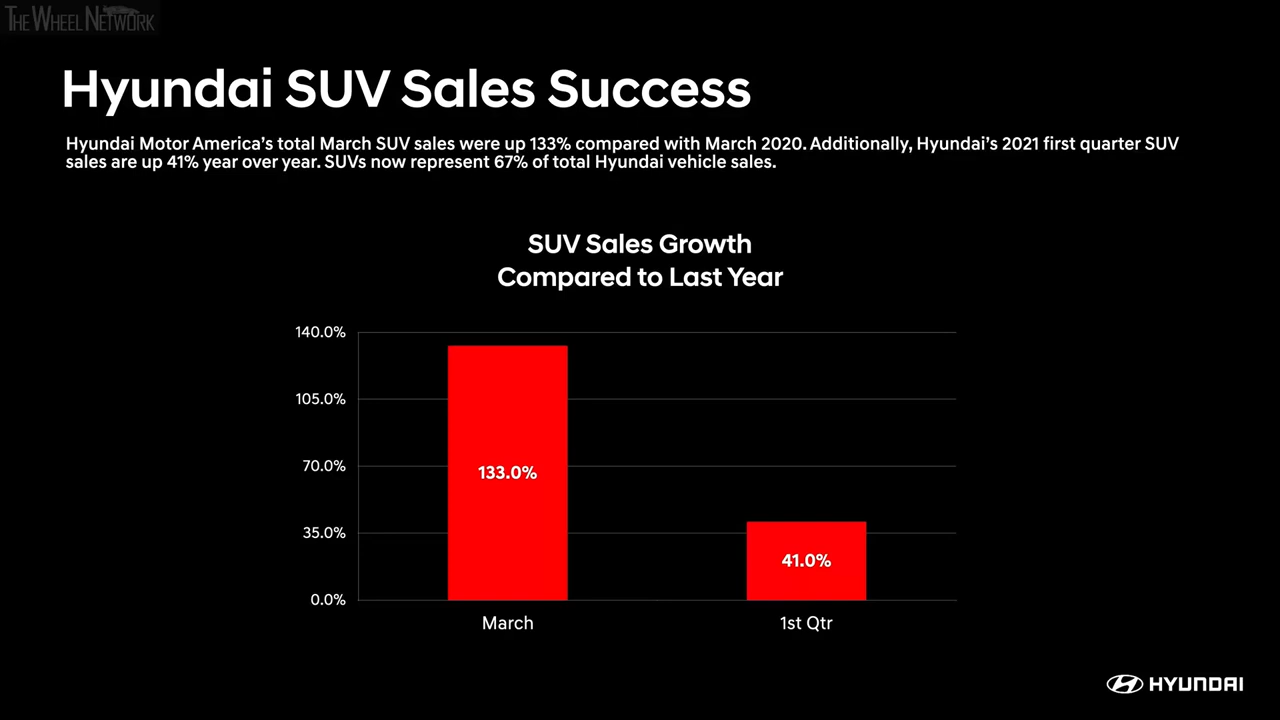 THE WHEEL NETWORK
Hyundai SUV Sales Success
Hyundai Motor America's total March SUV sales were up 133% compared with March 2020. Additionally, Hyundai's 2021 first quarter SUV
sales are up 41% year over year. SUVs now represent 67% of total Hyundai vehicle sales.
SUV Sales Growth
Compared to Last Year
140.0%
105.0%
70.0%
35.0%
0.0%
133.0%
41.0%
March
1st Qtr
HYUNDAI